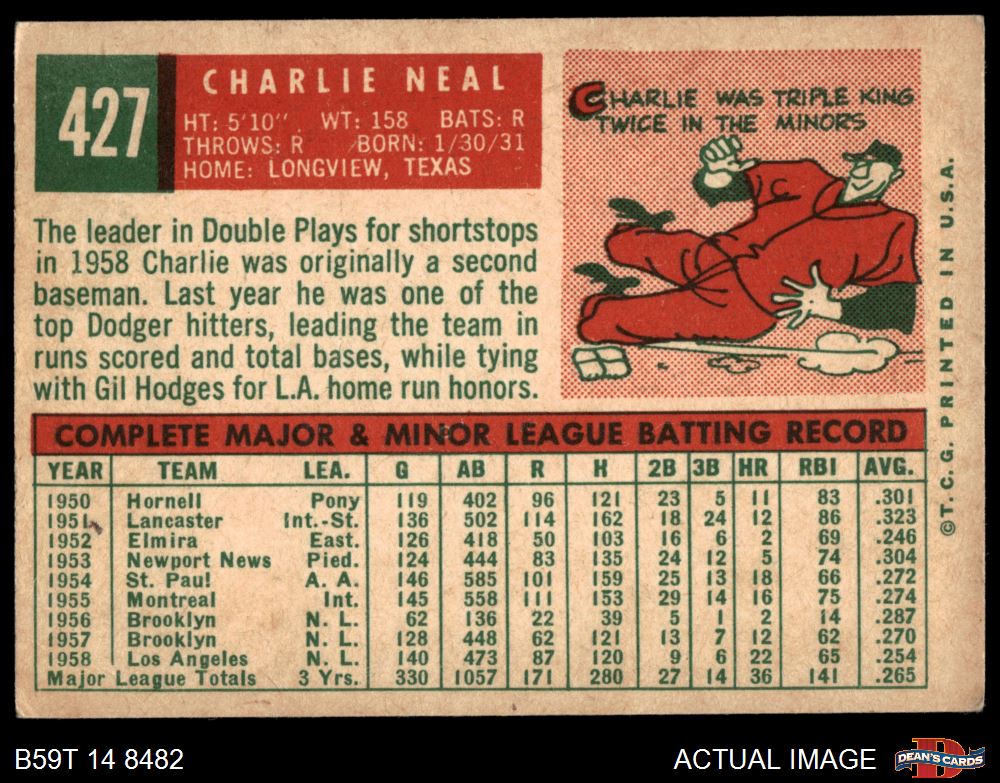 427
CHARLIE NEAL
HT: 5'10" WT: 158 BATS: R
THROWS: R BORN: 1/30/31
HOME: LONGVIEW, TEXAS
CHARLIE WAS TRIPLE KING
TWICE IN THE MINORS
C
The leader in Double Plays for shortstops
in 1958 Charlie was originally a second
baseman. Last year he was one of the
top Dodger hitters, leading the team in
runs scored and total bases, while tying
with Gil Hodges for L.A. home run honors.
©T. C. G. PRINTED IN U.S.A.
COMPLETE MAJOR & MINOR LEAGUE BATTING RECORD
YEAR TEAM LEA. G AB R H 2B 3B HR RBI AVG.
1950 Hornell Pony 119 402 96 121 23 5 11 83 .301
1951 Lancaster Int.-St. 136 502 114 162 18 24 12 86 .323
1952 Elmira East. 126 418 50 103 16 6 2 69 .246
1953 Newport News Pied. 124 444 83 135 24 12 5 74 .304
1954 St. Paul A. A. 146 585 101 159 25 13 18 66 .272
1955 Montreal Int. 145 558 111 153 29 14 16 75 .274
1956 Brooklyn N. L. 62 136 22 39 5 1 2 14 .287
1957 Brooklyn N. L. 128 448 62 121 13 7 12 62 .270
1958 Los Angeles N. L. 140 473 87 120 9 6 22 65 .254
Major League Totals 3 Yrs. 330 1057 171 280 27 14 36 141 .265
B59T 14 8482
ACTUAL IMAGE
D
DEAN'S CARDS